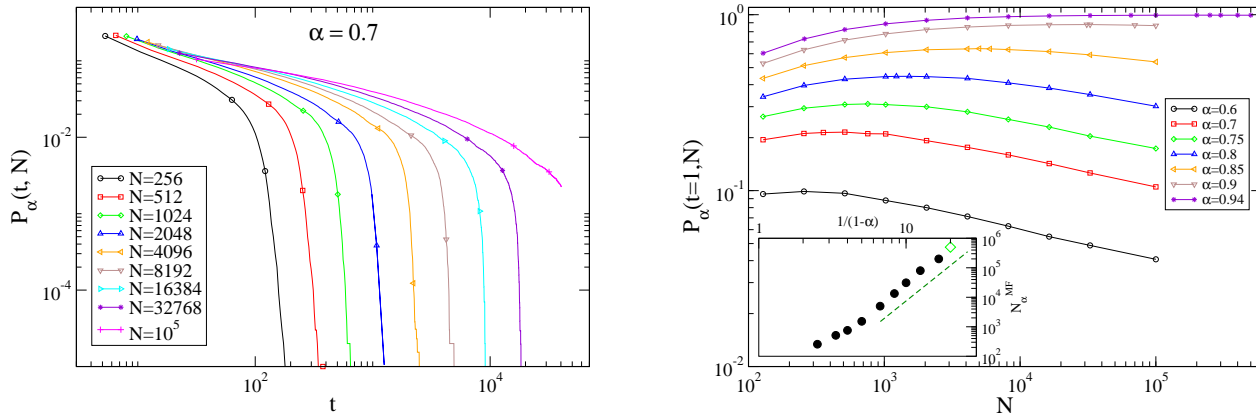 α = 0.7
P_α(t, N)
10^-2
10^-4
N=256
N=512
N=1024
N=2048
N=4096
N=8192
N=16384
N=32768
N=10^5
10^2
10^3
10^4
t
10^0
10^-1
10^-2
P_α(t=1,N)
α=0.6
α=0.7
α=0.75
α=0.8
α=0.85
α=0.9
α=0.94
1/(1-α)
1
10
10^6
10^5
10^4
10^3
10^2
N_α^MF
10^2
10^3
10^4
10^5
N